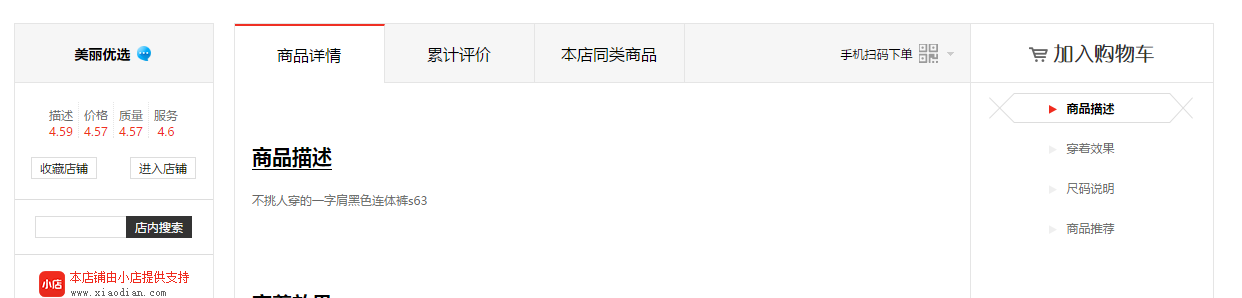 美丽优选
描述 价格 质量 服务
4.59 4.57 4.57 4.6
收藏店铺 进入店铺
店内搜索
小店 本店铺由小店提供支持
www.xiaodian.com
商品详情 累计评价 本店同类商品 手机扫码下单
商品描述
不挑人穿的一字肩黑色连体裤s63
穿着效果
加入购物车
商品描述
穿着效果
尺码说明
商品推荐